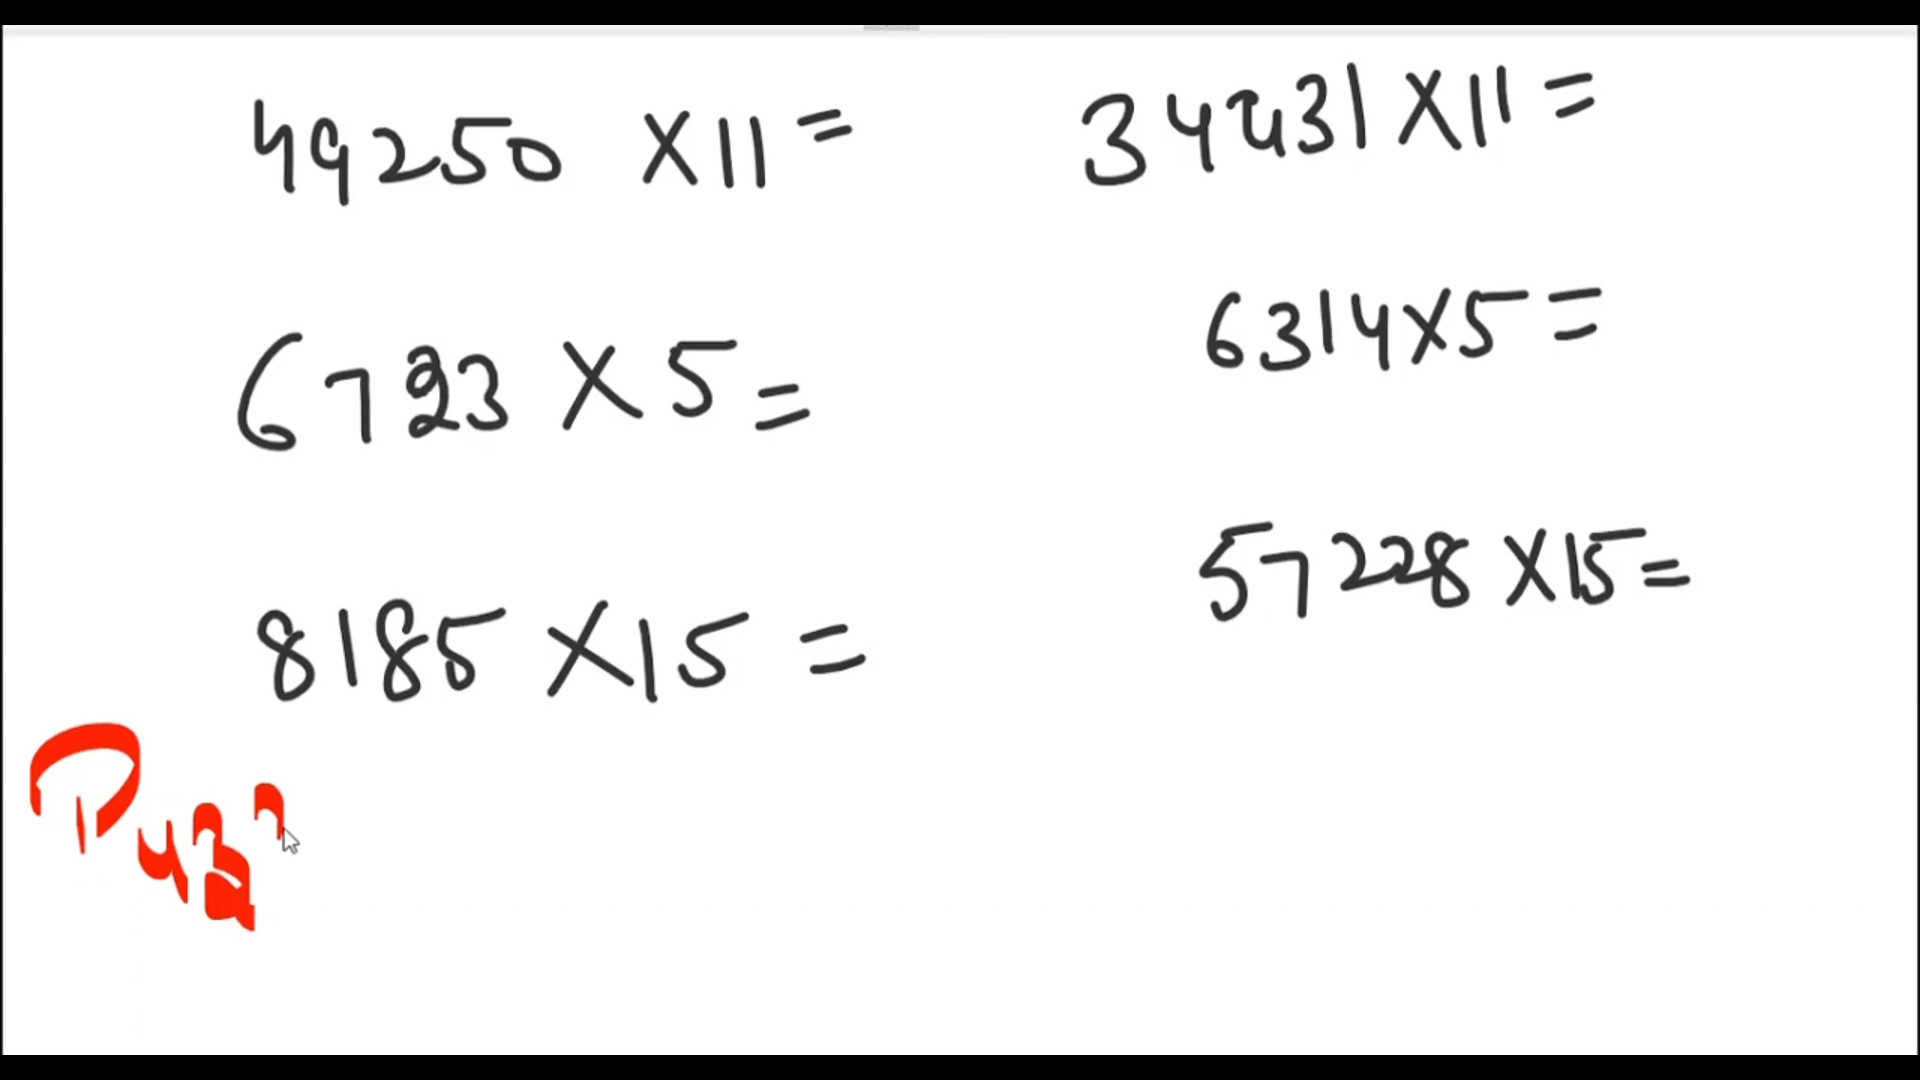 49250 X11=
34431 X11=
6723 X 5=
6314X5=
8185 X15=
57228 X15=